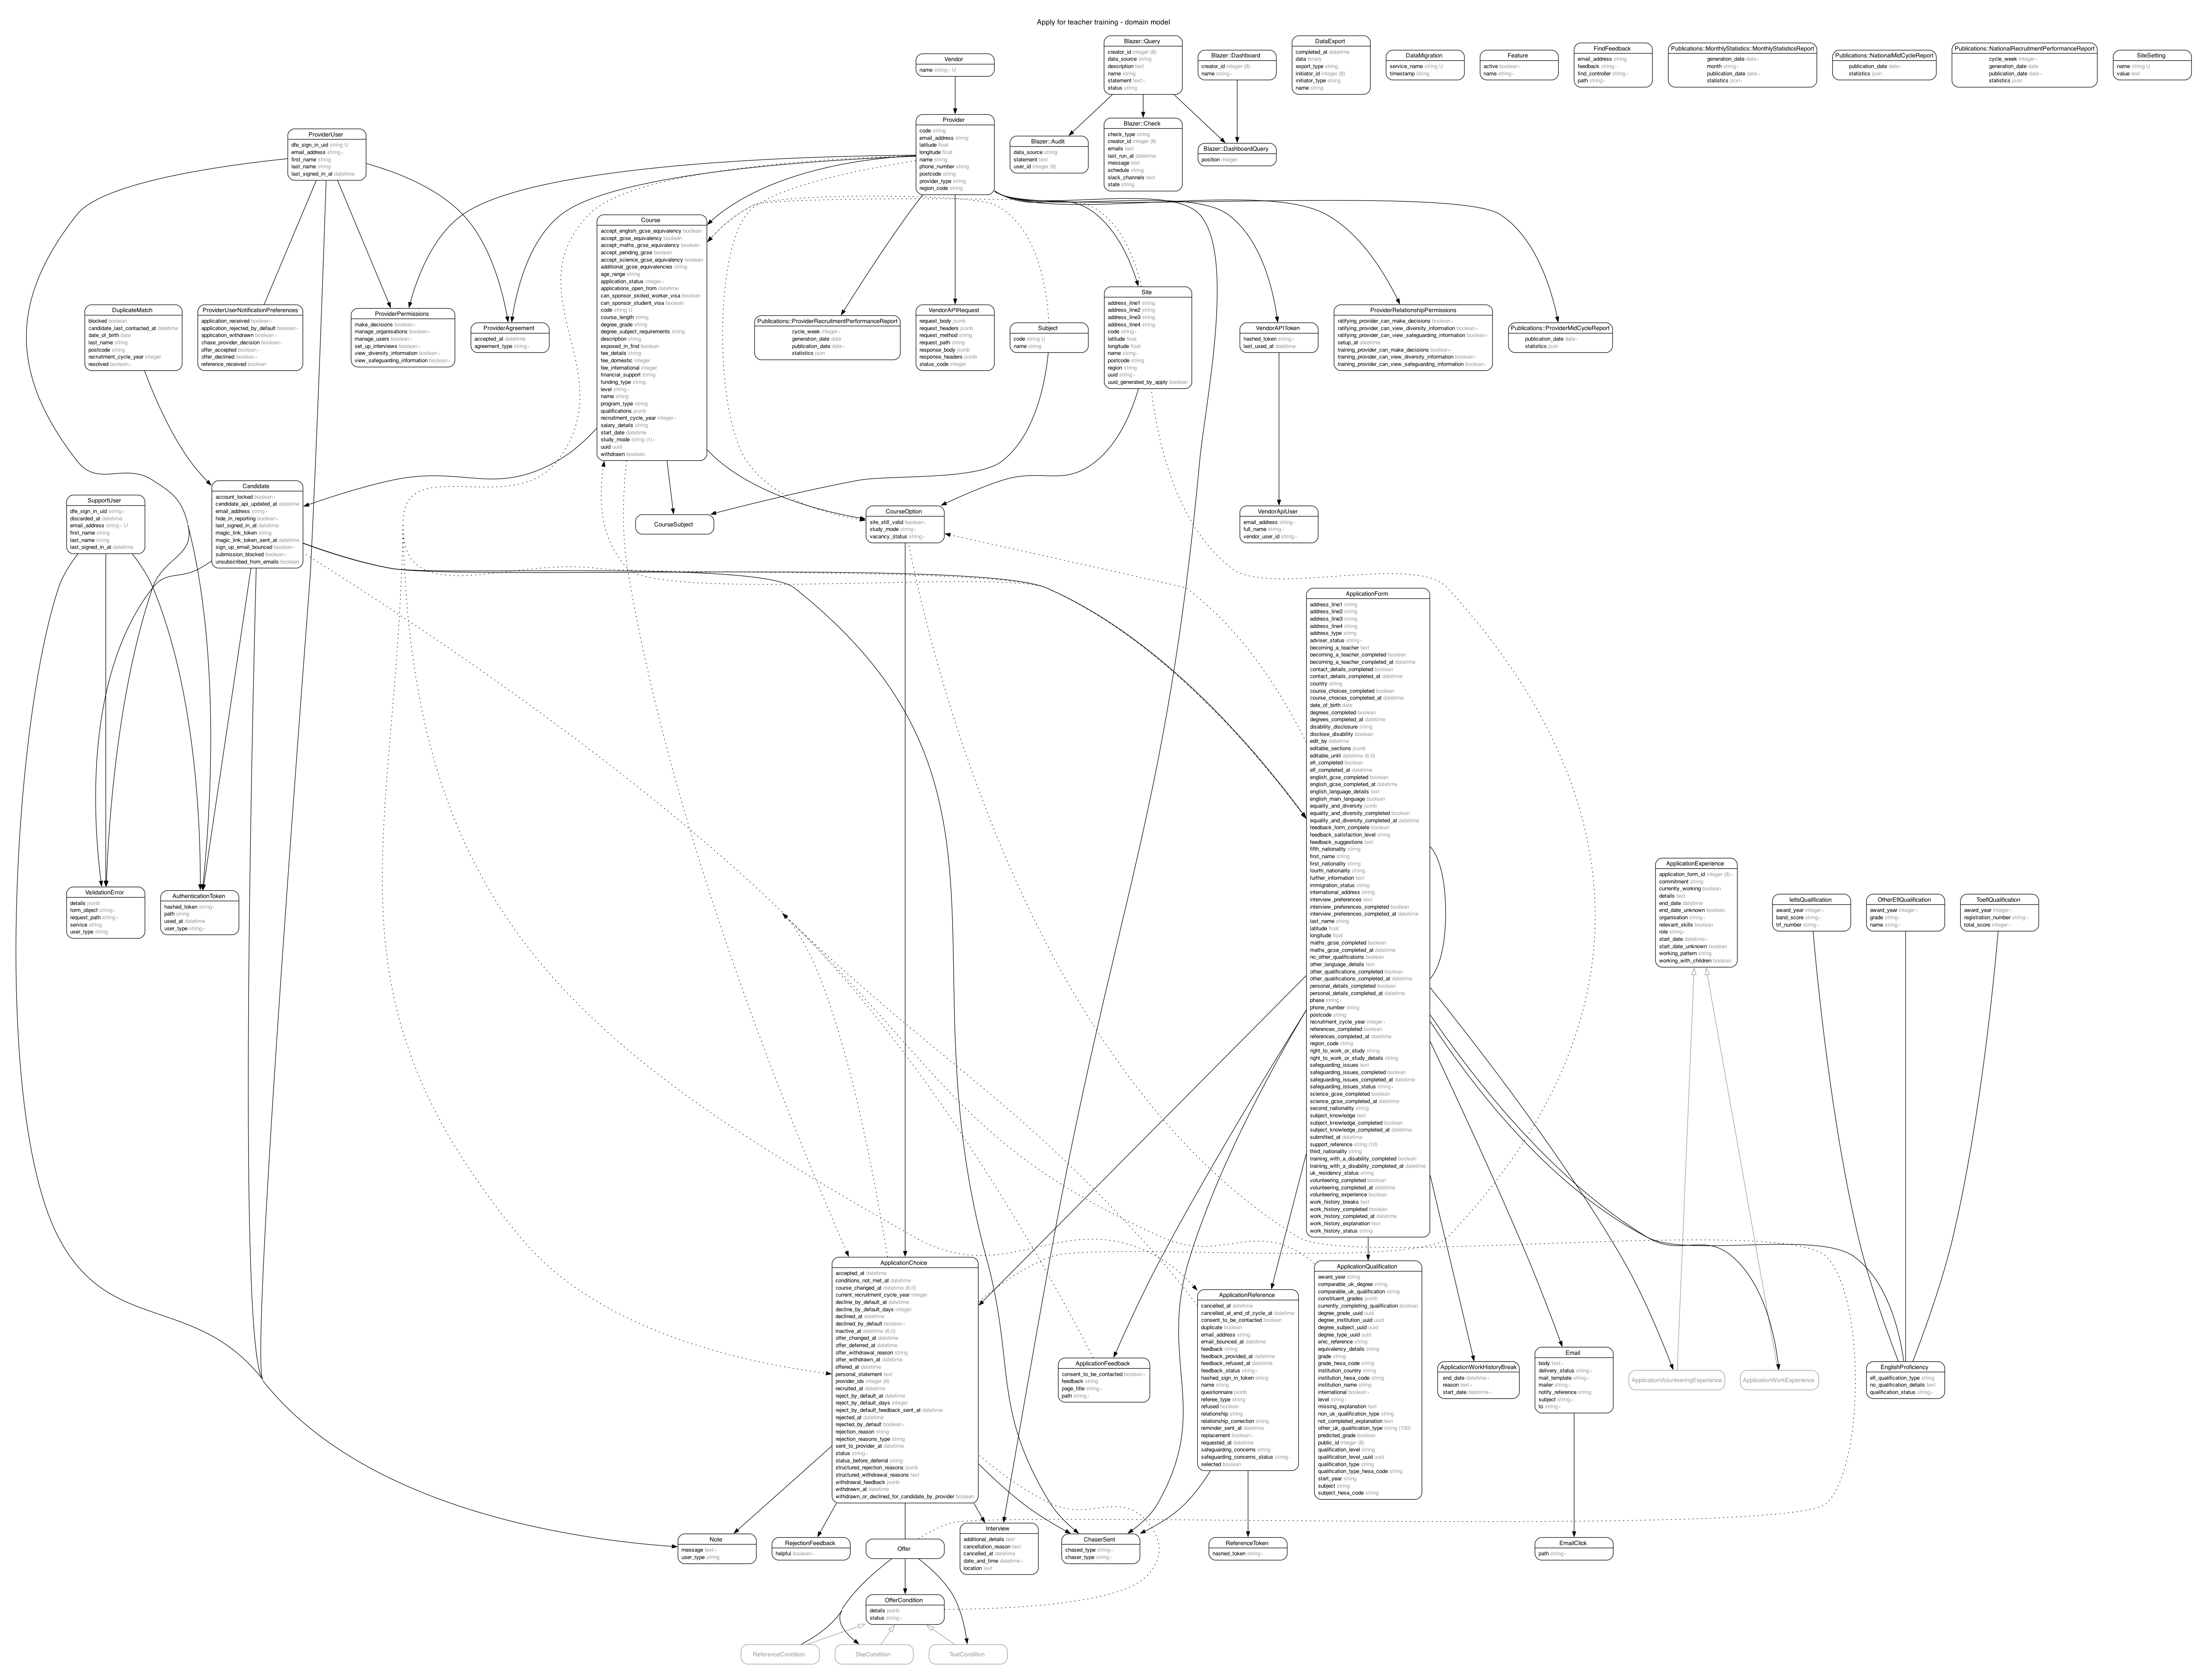 Apply for teacher training - domain model
Vendor
name string ∗ U
Blazer::Query
creator_id integer (8)
data_source string
description text
name string
statement text ∗
status string
Blazer::Dashboard
creator_id integer (8)
name string ∗
DataExport
completed_at datetime
data binary
export_type string
initiator_id integer (8)
initiator_type string
name string
DataMigration
service_name string U
timestamp string
Feature
active boolean ∗
name string ∗
FindFeedback
email_address string
feedback string ∗
find_controller string ∗
path string ∗
Publications::MonthlyStatistics::MonthlyStatisticsReport
generation_date date ∗
month string ∗
publication_date date ∗
statistics json ∗
Publications::NationalMidCycleReport
publication_date date ∗
statistics json
Publications::NationalRecruitmentPerformanceReport
cycle_week integer ∗
generation_date date
publication_date date ∗
statistics json ∗
SiteSetting
name string U
value text
Provider
code string
email_address string
latitude float
longitude float
name string
phone_number string
postcode string
provider_type string
region_code string
Blazer::Audit
data_source string
statement text
user_id integer (8)
Blazer::Check
check_type string
creator_id integer (8)
emails text
last_run_at datetime
message text
schedule string
slack_channels text
state string
Blazer::DashboardQuery
position integer
ProviderUser
dfe_sign_in_uid string U
email_address string ∗
first_name string
last_name string
last_signed_in_at datetime
Course
accept_english_gcse_equivalency boolean
accept_gcse_equivalency boolean
accept_maths_gcse_equivalency boolean
accept_pending_gcse boolean
accept_science_gcse_equivalency boolean
additional_gcse_equivalencies string
age_range string
application_status integer ∗
applications_open_from datetime
can_sponsor_skilled_worker_visa boolean
can_sponsor_student_visa boolean
code string U
course_length string
degree_grade string
degree_subject_requirements string
description string
exposed_in_find boolean
fee_details string
fee_domestic integer
fee_international integer
financial_support string
funding_type string
level string ∗
name string
program_type string
qualifications jsonb
recruitment_cycle_year integer ∗
salary_details string
start_date datetime
study_mode string (1) ∗
uuid uuid
withdrawn boolean
DuplicateMatch
blocked boolean
candidate_last_contacted_at datetime
date_of_birth date
last_name string
postcode string
recruitment_cycle_year integer
resolved boolean ∗
ProviderUserNotificationPreferences
application_received boolean ∗
application_rejected_by_default boolean ∗
application_withdrawn boolean ∗
chase_provider_decision boolean ∗
offer_accepted boolean ∗
offer_declined boolean ∗
reference_received boolean
ProviderPermissions
make_decisions boolean ∗
manage_organisations boolean ∗
manage_users boolean ∗
set_up_interviews boolean ∗
view_diversity_information boolean ∗
view_safeguarding_information boolean ∗
ProviderAgreement
accepted_at datetime
agreement_type string ∗
Publications::ProviderRecruitmentPerformanceReport
cycle_week integer ∗
generation_date date
publication_date date ∗
statistics json
VendorAPIRequest
request_body jsonb
request_headers jsonb
request_method string
request_path string
response_body jsonb
response_headers jsonb
status_code integer
Subject
code string U
name string
Site
address_line1 string
address_line2 string
address_line3 string
address_line4 string
code string ∗
latitude float
longitude float
name string ∗
postcode string
region string
uuid string ∗
uuid_generated_by_apply boolean
VendorAPIToken
hashed_token string ∗
last_used_at datetime
ProviderRelationshipPermissions
ratifying_provider_can_make_decisions boolean ∗
ratifying_provider_can_view_diversity_information boolean ∗
ratifying_provider_can_view_safeguarding_information boolean ∗
setup_at datetime
training_provider_can_make_decisions boolean ∗
training_provider_can_view_diversity_information boolean ∗
training_provider_can_view_safeguarding_information boolean ∗
Publications::ProviderMidCycleReport
publication_date date ∗
statistics json
SupportUser
dfe_sign_in_uid string ∗
discarded_at datetime
email_address string ∗ U
first_name string
last_name string
last_signed_in_at datetime
Candidate
account_locked boolean ∗
candidate_api_updated_at datetime
email_address string ∗
hide_in_reporting boolean ∗
last_signed_in_at datetime
magic_link_token string
magic_link_token_sent_at datetime
sign_up_email_bounced boolean ∗
submission_blocked boolean ∗
unsubscribed_from_emails boolean
CourseSubject
CourseOption
site_still_valid boolean ∗
study_mode string ∗
vacancy_status string ∗
VendorApiUser
email_address string ∗
full_name string ∗
vendor_user_id string ∗
ApplicationForm
address_line1 string
address_line2 string
address_line3 string
address_line4 string
address_type string
adviser_status string ∗
becoming_a_teacher text
becoming_a_teacher_completed boolean
becoming_a_teacher_completed_at datetime
contact_details_completed boolean
contact_details_completed_at datetime
country string
course_choices_completed boolean
course_choices_completed_at datetime
date_of_birth date
degrees_completed boolean
degrees_completed_at datetime
disability_disclosure string
disclose_disability boolean
edit_by datetime
editable_sections jsonb
editable_until datetime (6,0)
efl_completed boolean
efl_completed_at datetime
english_gcse_completed boolean
english_gcse_completed_at datetime
english_language_details text
english_main_language boolean
equality_and_diversity jsonb
equality_and_diversity_completed boolean
equality_and_diversity_completed_at datetime
feedback_form_complete boolean
feedback_satisfaction_level string
feedback_suggestions text
fifth_nationality string
first_name string
first_nationality string
fourth_nationality string
further_information text
immigration_status string
international_address string
interview_preferences text
interview_preferences_completed boolean
interview_preferences_completed_at datetime
last_name string
latitude float
longitude float
maths_gcse_completed boolean
maths_gcse_completed_at datetime
no_other_qualifications boolean
other_language_details text
other_qualifications_completed boolean
other_qualifications_completed_at datetime
personal_details_completed boolean
personal_details_completed_at datetime
phase string ∗
phone_number string
postcode string
recruitment_cycle_year integer ∗
references_completed boolean
references_completed_at datetime
region_code string
right_to_work_or_study string
right_to_work_or_study_details string
safeguarding_issues text
safeguarding_issues_completed boolean
safeguarding_issues_completed_at datetime
safeguarding_issues_status string ∗
science_gcse_completed boolean
science_gcse_completed_at datetime
second_nationality string
subject_knowledge text
subject_knowledge_completed boolean
subject_knowledge_completed_at datetime
submitted_at datetime
support_reference string (10)
third_nationality string
training_with_a_disability_completed boolean
training_with_a_disability_completed_at datetime
uk_residency_status string
volunteering_completed boolean
volunteering_completed_at datetime
volunteering_experience boolean
work_history_breaks text
work_history_completed boolean
work_history_completed_at datetime
work_history_explanation text
work_history_status string
ValidationError
details jsonb
form_object string ∗
request_path string ∗
service string
user_type string
AuthenticationToken
hashed_token string ∗
path string
used_at datetime
user_type string ∗
ApplicationExperience
application_form_id integer (8) ∗
commitment string
currently_working boolean
details text
end_date datetime
end_date_unknown boolean
organisation string ∗
relevant_skills boolean
role string ∗
start_date datetime ∗
start_date_unknown boolean
working_pattern string
working_with_children boolean
IeltsQualification
award_year integer ∗
band_score string ∗
trf_number string ∗
OtherEflQualification
award_year integer ∗
grade string ∗
name string ∗
ToeflQualification
award_year integer ∗
registration_number string ∗
total_score integer ∗
ApplicationChoice
accepted_at datetime
conditions_not_met_at datetime
course_changed_at datetime (6,0)
current_recruitment_cycle_year integer
decline_by_default_at datetime
decline_by_default_days integer
declined_at datetime
declined_by_default boolean ∗
inactive_at datetime (6,0)
offer_changed_at datetime
offer_deferred_at datetime
offer_withdrawal_reason string
offer_withdrawn_at datetime
offered_at datetime
personal_statement text
provider_ids integer (8)
recruited_at datetime
reject_by_default_at datetime
reject_by_default_days integer
reject_by_default_feedback_sent_at datetime
rejected_at datetime
rejected_by_default boolean ∗
rejection_reason string
rejection_reasons_type string
sent_to_provider_at datetime
status string ∗
status_before_deferral string
structured_rejection_reasons jsonb
structured_withdrawal_reasons text
withdrawal_feedback jsonb
withdrawn_at datetime
withdrawn_or_declined_for_candidate_by_provider boolean
ApplicationFeedback
consent_to_be_contacted boolean ∗
feedback string
page_title string ∗
path string ∗
ApplicationReference
cancelled_at datetime
cancelled_at_end_of_cycle_at datetime
consent_to_be_contacted boolean
duplicate boolean
email_address string
email_bounced_at datetime
feedback string
feedback_provided_at datetime
feedback_refused_at datetime
feedback_status string ∗
hashed_sign_in_token string
name string
questionnaire jsonb
referee_type string
refused boolean
relationship string
relationship_correction string
reminder_sent_at datetime
replacement boolean ∗
requested_at datetime
safeguarding_concerns string
safeguarding_concerns_status string ∗
selected boolean
ApplicationQualification
award_year string
comparable_uk_degree string
comparable_uk_qualification string
constituent_grades jsonb
currently_completing_qualification boolean
degree_grade_uuid uuid
degree_institution_uuid uuid
degree_subject_uuid uuid
degree_type_uuid uuid
enic_reference string
equivalency_details string
grade string
grade_hesa_code string
institution_country string
institution_hesa_code string
institution_name string
international boolean ∗
level string ∗
missing_explanation text
non_uk_qualification_type string
not_completed_explanation text
other_uk_qualification_type string (100)
predicted_grade boolean
public_id integer (8)
qualification_level string
qualification_level_uuid uuid
qualification_type string
qualification_type_hesa_code string
start_year string
subject string
subject_hesa_code string
ApplicationWorkHistoryBreak
end_date datetime ∗
reason text ∗
start_date datetime ∗
Email
body text ∗
delivery_status string ∗
mail_template string ∗
mailer string ∗
notify_reference string
subject string ∗
to string ∗
ApplicationVolunteeringExperience
ApplicationWorkExperience
EnglishProficiency
efl_qualification_type string
no_qualification_details text
qualification_status string ∗
Note
message text ∗
user_type string
RejectionFeedback
helpful boolean ∗
Offer
Interview
additional_details text
cancellation_reason text
cancelled_at datetime
date_and_time datetime ∗
location text
ChaserSent
chased_type string ∗
chaser_type string ∗
ReferenceToken
hashed_token string ∗
EmailClick
path string ∗
OfferCondition
details jsonb
status string ∗
ReferenceCondition
SkeCondition
TextCondition